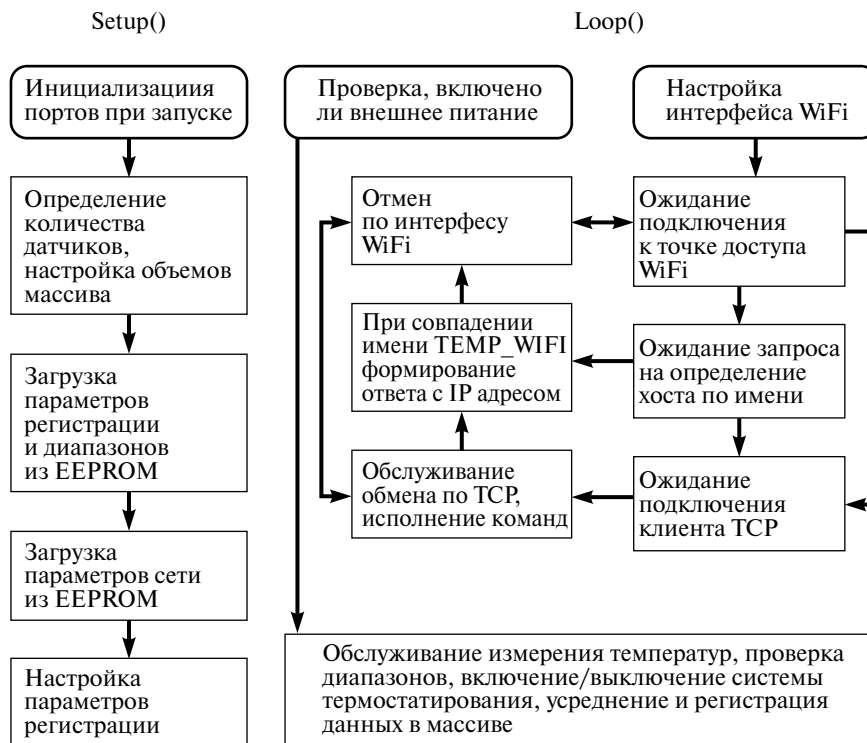 Setup()
Инициализациия
портов при запуске
Определение
количества
датчиков,
настройка объемов
массива
Загрузка
параметров
регистрации
и диапазонов
из EEPROM
Загрузка
параметров сети
из EEPROM
Настройка
параметров
регистрации
Loop()
Проверка, включено
ли внешнее питание
Настройка
интерфейса WiFi
Отмен
по интерфесу
WiFi
Ожидание
подключения
к точке доступа
WiFi
При совпадении
имени TEMP_WIFI
формирование
ответа с IP адресом
Ожидание запроса
на определение
хоста по имени
Обслуживание
обмена по TCP,
исполнение команд
Ожидание
подключения
клиента TCP
Обслуживание измерения температур, проверка
диапазонов, включение/выключение системы
термостатирования, усреднение и регистрация
данных в массиве